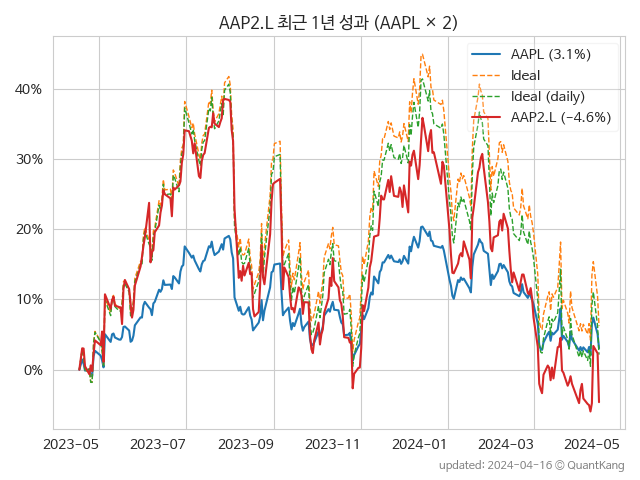 AAP2.L 최근 1년 성과 (AAPL × 2)
AAPL (3.1%)
Ideal
Ideal (daily)
AAP2.L (−4.6%)
40%
30%
20%
10%
0%
2023-05 2023-07 2023-09 2023-11 2024-01 2024-03 2024-05
updated: 2024-04-16 © QuantKang